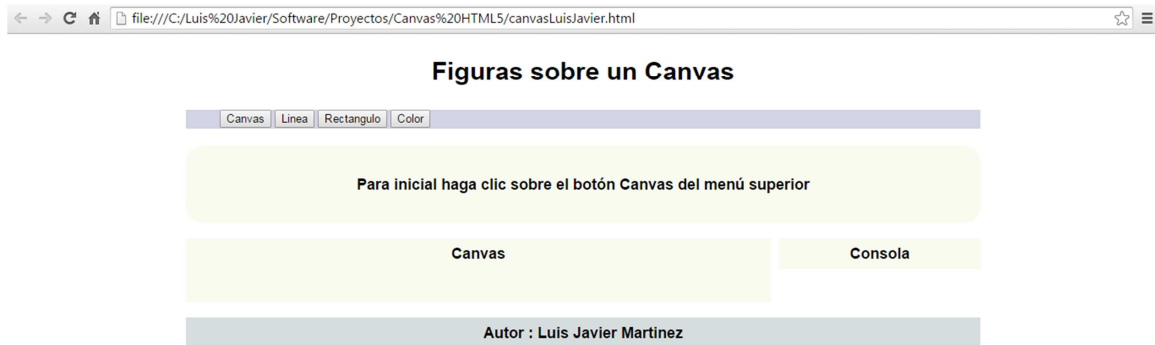 file:///C:/Luis%20Javier/Software/Proyectos/Canvas%20HTML5/canvasLuisJavier.html
Figuras sobre un Canvas
Canvas Linea Rectangulo Color
Para inicial haga clic sobre el botón Canvas del menú superior
Canvas Consola
Autor : Luis Javier Martinez